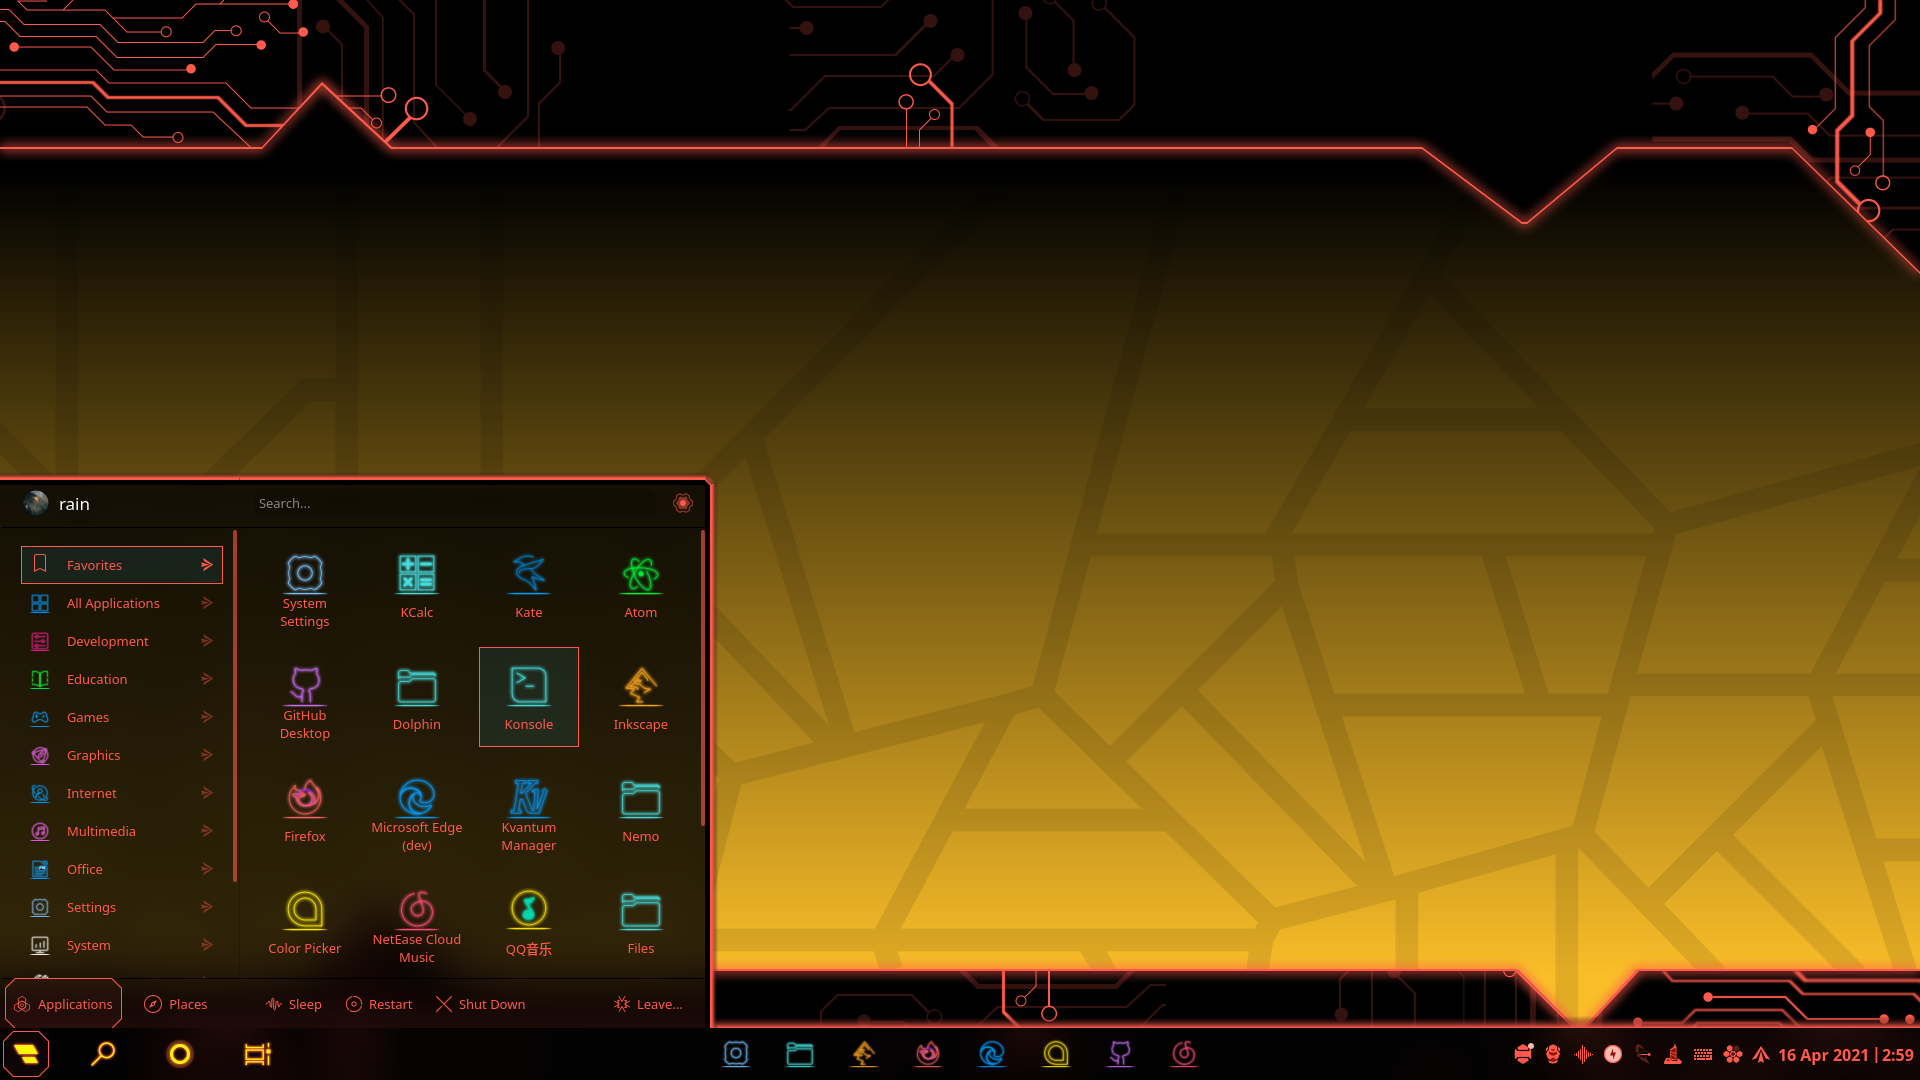 rain
Search...
Favorites
All Applications
Development
Education
Games
Graphics
Internet
Multimedia
Office
Settings
System
System
Settings
KCalc
Kate
Atom
GitHub
Desktop
Dolphin
Konsole
Inkscape
Firefox
Microsoft Edge
(dev)
Kvantum
Manager
Nemo
Color Picker
NetEase Cloud
Music
QQ音乐
Files
Applications
Places
Sleep
Restart
Shut Down
Leave...
16 Apr 2021 | 2:59